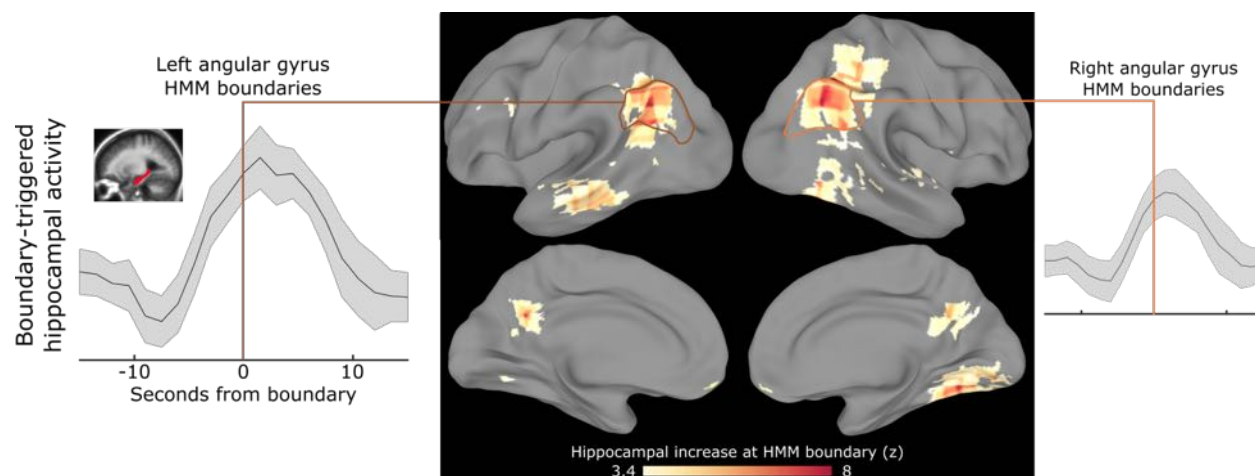 Left angular gyrus
HMM boundaries
Right angular gyrus
HMM boundaries
Boundary-triggered
hippocampal activity
-10
0
10
Seconds from boundary
Hippocampal increase at HMM boundary (z)
3.4
8